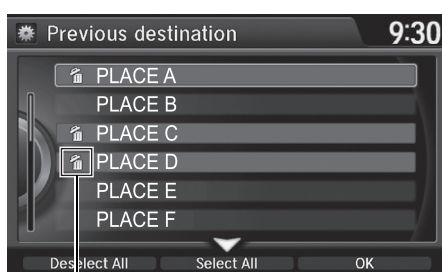 Previous destination 9:30
PLACE A
PLACE B
PLACE C
PLACE D
PLACE E
PLACE F
Deselect All Select All OK